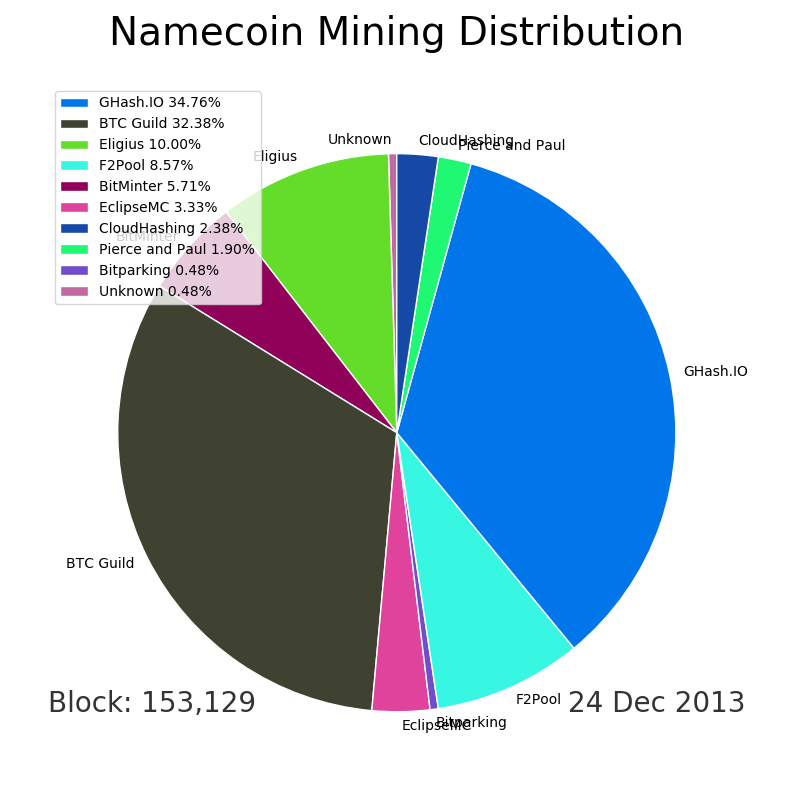 Namecoin Mining Distribution
GHash.IO 34.76%
BTC Guild 32.38%
Eligius 10.00%
F2Pool 8.57%
BitMinter 5.71%
EclipseMC 3.33%
CloudHashing 2.38%
Pierce and Paul 1.90%
Bitparking 0.48%
Unknown 0.48%
Unknown
CloudHashing
Pierce and Paul
Eligius
BitMinter
GHash.IO
BTC Guild
F2Pool
Bitparking
EclipseMC
Block: 153,129
24 Dec 2013